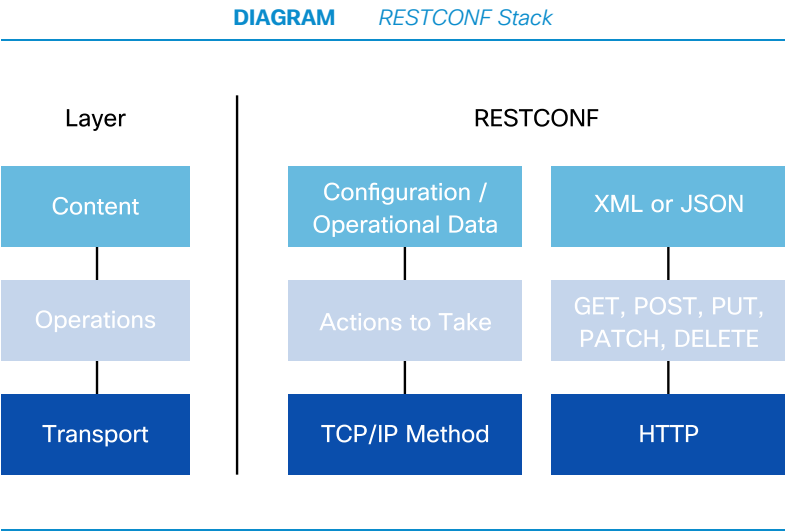 DIAGRAM RESTCONF Stack
Layer
RESTCONF
Content
Configuration /
Operational Data
XML or JSON
Operations
Actions to Take
GET, POST, PUT,
PATCH, DELETE
Transport
TCP/IP Method
HTTP